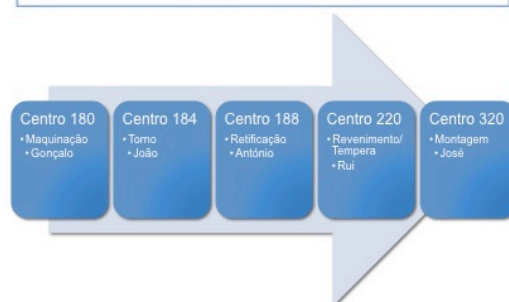 Centro 180
• Maquinação
• Gonçalo
Centro 184
• Torno
• João
Centro 188
• Retificação
• António
Centro 220
• Revenimento/
Tempera
• Rui
Centro 320
• Montagem
• José